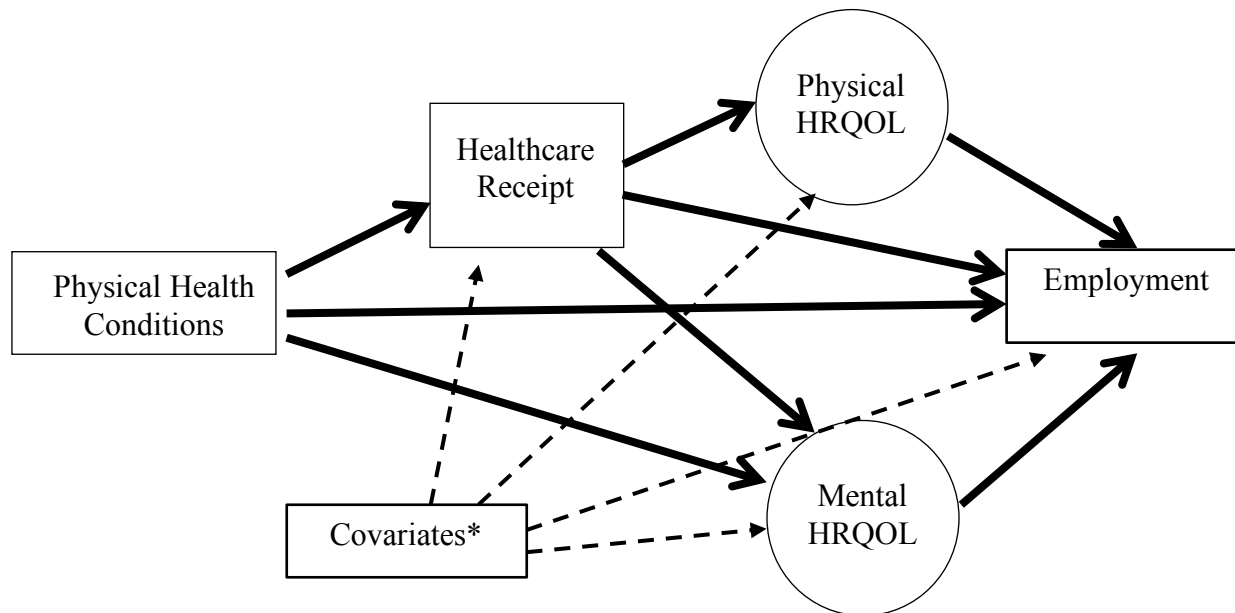 Physical
HRQOL
Healthcare
Receipt
Physical Health
Conditions
Employment
Covariates*
Mental
HRQOL